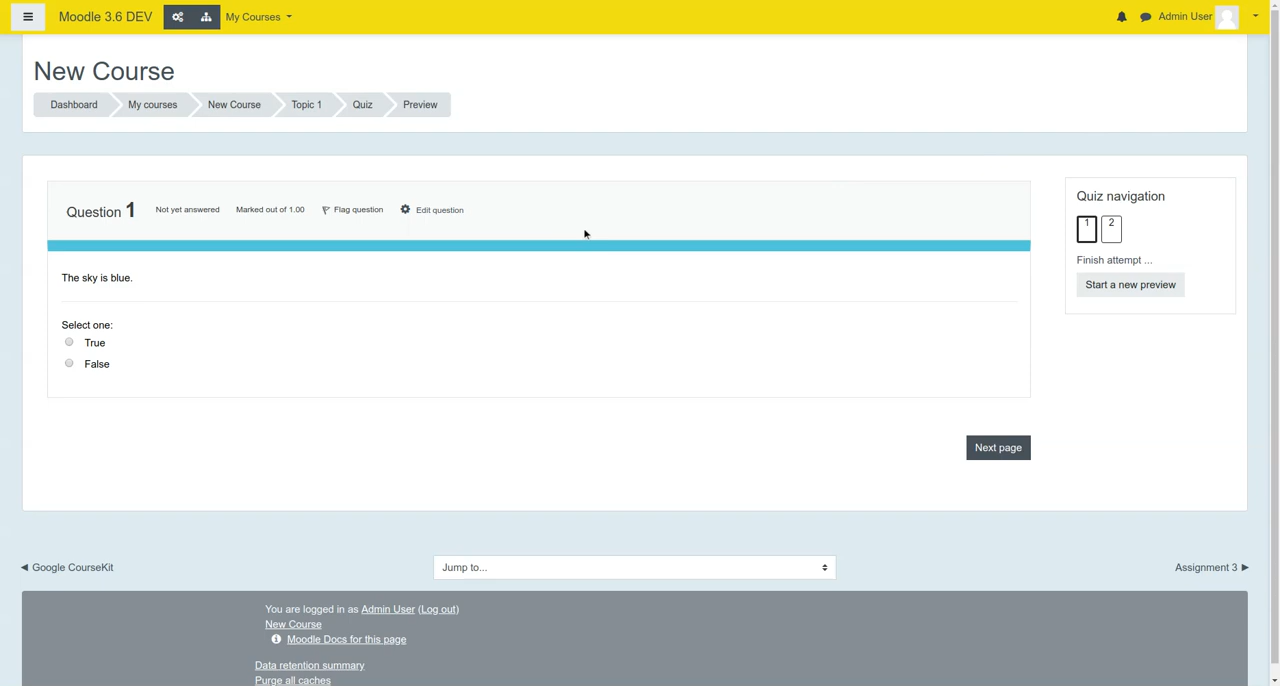 Moodle 3.6 DEV My Courses Admin User
New Course
Dashboard My courses New Course Topic 1 Quiz Preview
Question 1 Not yet answered Marked out of 1.00 Flag question Edit question
The sky is blue.
Select one:
True
False
Next page
Quiz navigation
1 2
Finish attempt ...
Start a new preview
◀ Google CourseKit Jump to... Assignment 3 ▶
You are logged in as Admin User (Log out)
New Course
Moodle Docs for this page
Data retention summary
Purge all caches